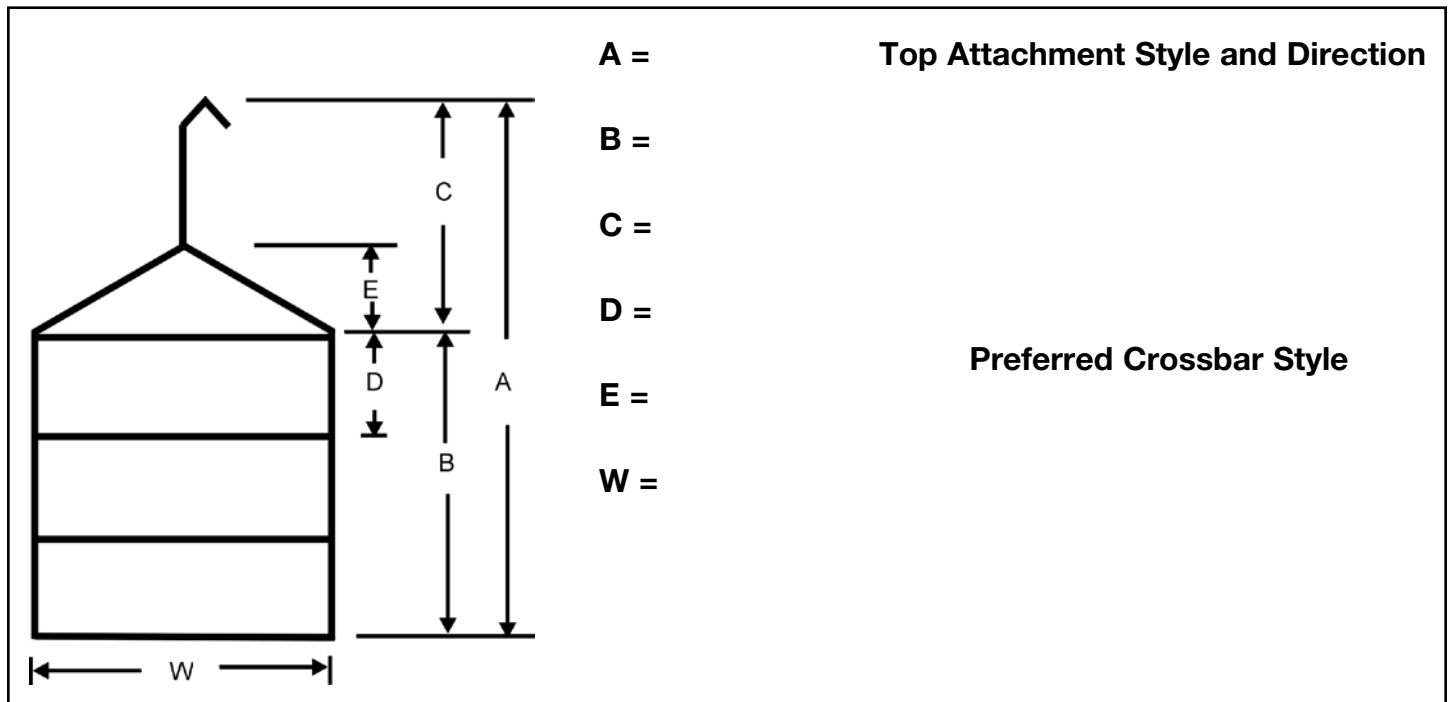 A =
Top Attachment Style and Direction
B =
C =
D =
E =
W =
Preferred Crossbar Style
C
E
D
A
B
W